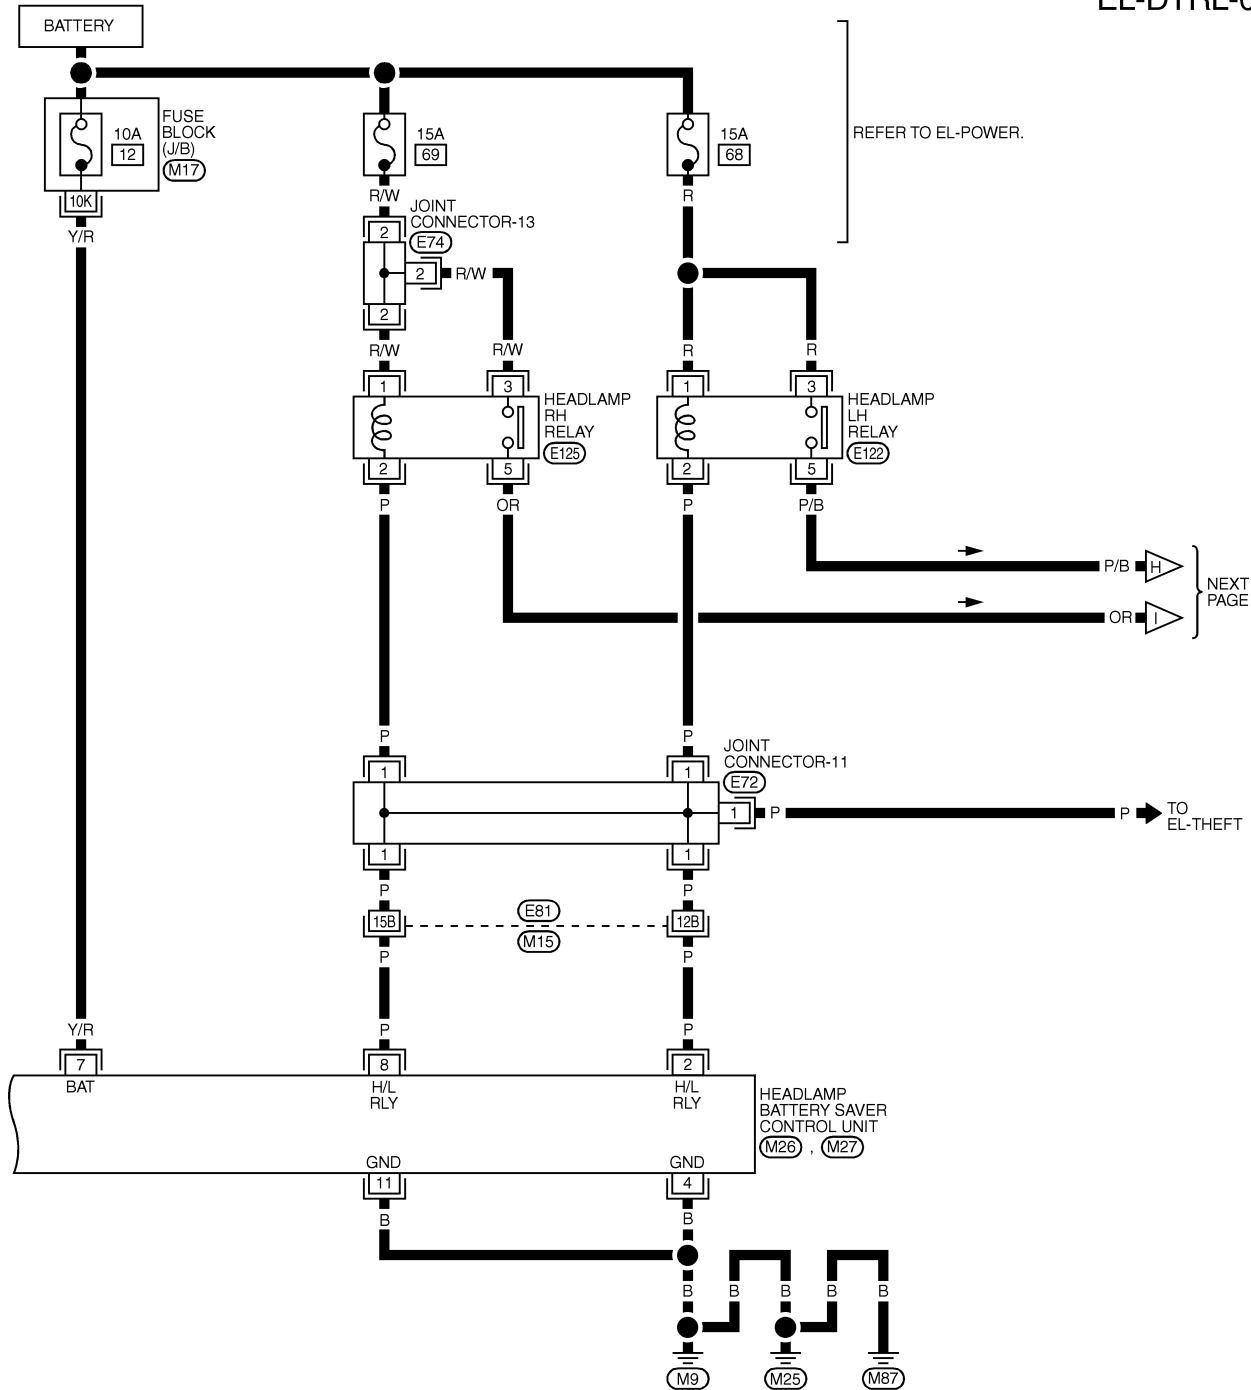 BATTERY
10A
12
FUSE
BLOCK
(J/B)
M17
15A
69
15A
68
REFER TO EL-POWER.
10K
Y/R
R/W
R
JOINT
CONNECTOR-13
E74
2
2
R/W
2
R/W
R/W
R
R
1
3
1
3
HEADLAMP
RH
RELAY
E125
HEADLAMP
LH
RELAY
E122
2
5
2
5
P
OR
P
P/B
P/B
H
OR
I
NEXT
PAGE
P
P
JOINT
CONNECTOR-11
E72
1
1
1
P
P
TO
EL-THEFT
1
1
P
P
15B
E81
M15
12B
P
P
Y/R
P
P
7
8
2
BAT
H/L
RLY
H/L
RLY
HEADLAMP
BATTERY SAVER
CONTROL UNIT
M26 , M27
GND
GND
11
4
B
B
B
B
B
B
B
M9
M25
M87